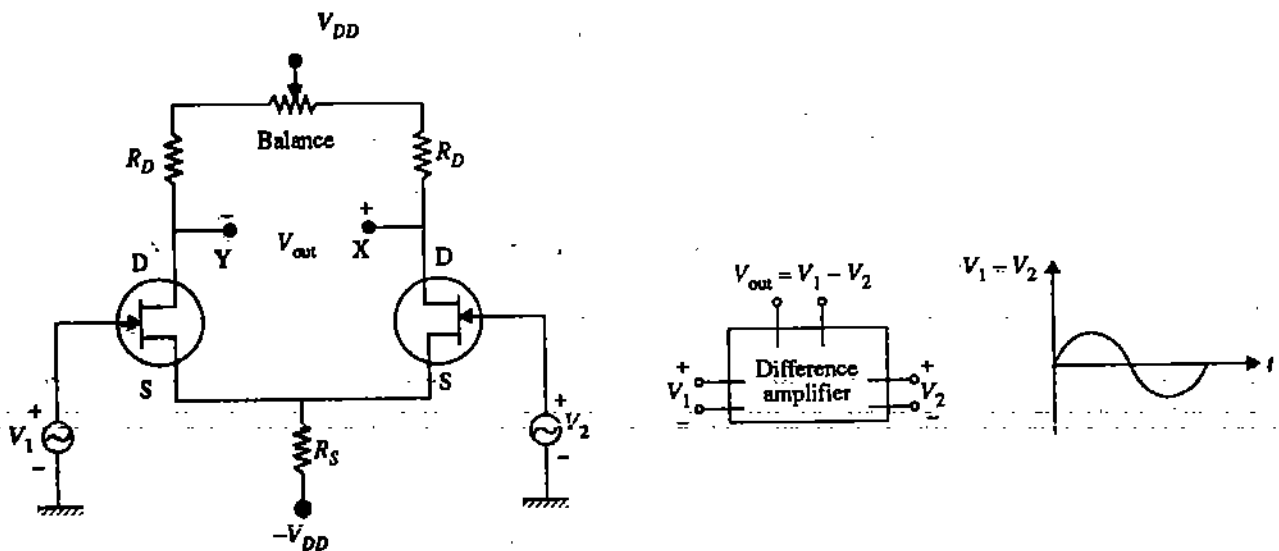 V_DD
Balance
R_D
R_D
−
+
Y
V_out
X
D
D
S
S
+
V_1
−
+
V_2
−
R_S
−V_DD
V_out = V_1 − V_2
Difference
amplifier
+
V_1
−
+
V_2
−
V_1 − V_2
t